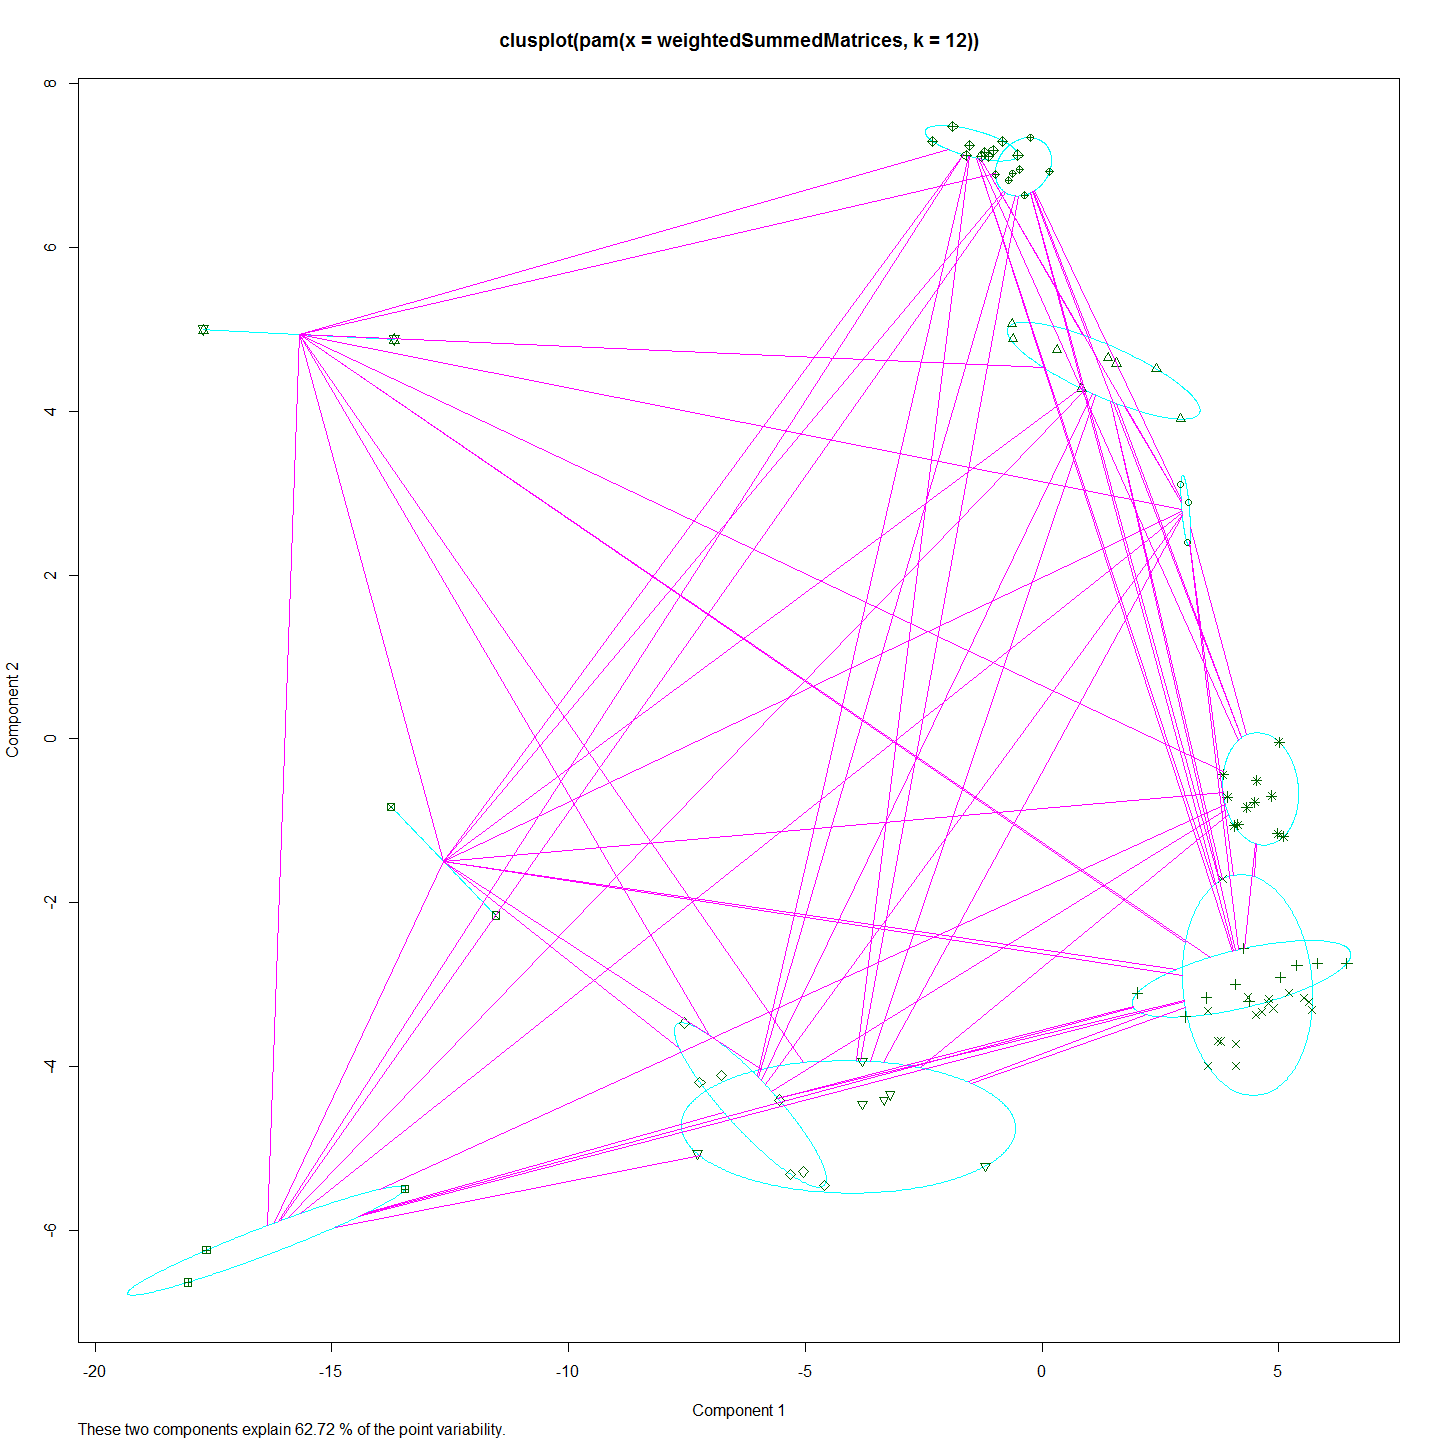 clusplot(pam(x = weightedSummedMatrices, k = 12))
8
6
4
2
0
-2
-4
-6
Component 2
-20 -15 -10 -5 0 5
Component 1
These two components explain 62.72 % of the point variability.